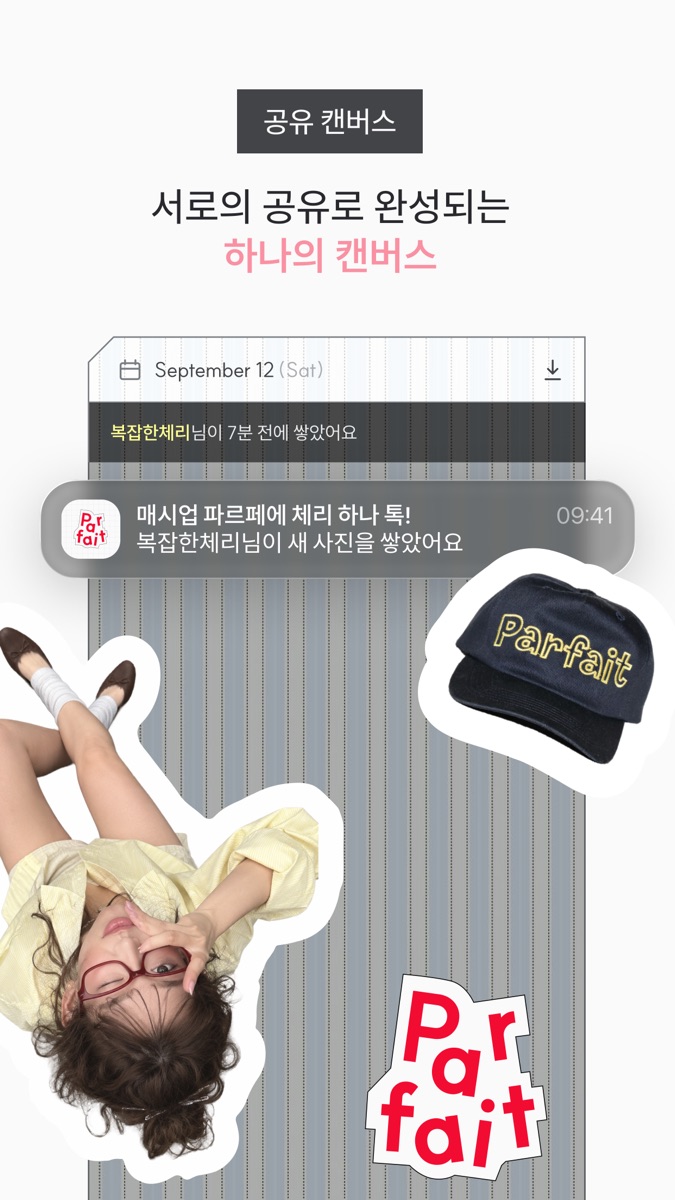 공유 캔버스
서로의 공유로 완성되는
하나의 캔버스
September 12 (Sat)
복잡한체리님이 7분 전에 쌓았어요
Par
fait
매시업 파르페에 체리 하나 톡!
09:41
복잡한체리님이 새 사진을 쌓았어요
Parfait
Par
fait